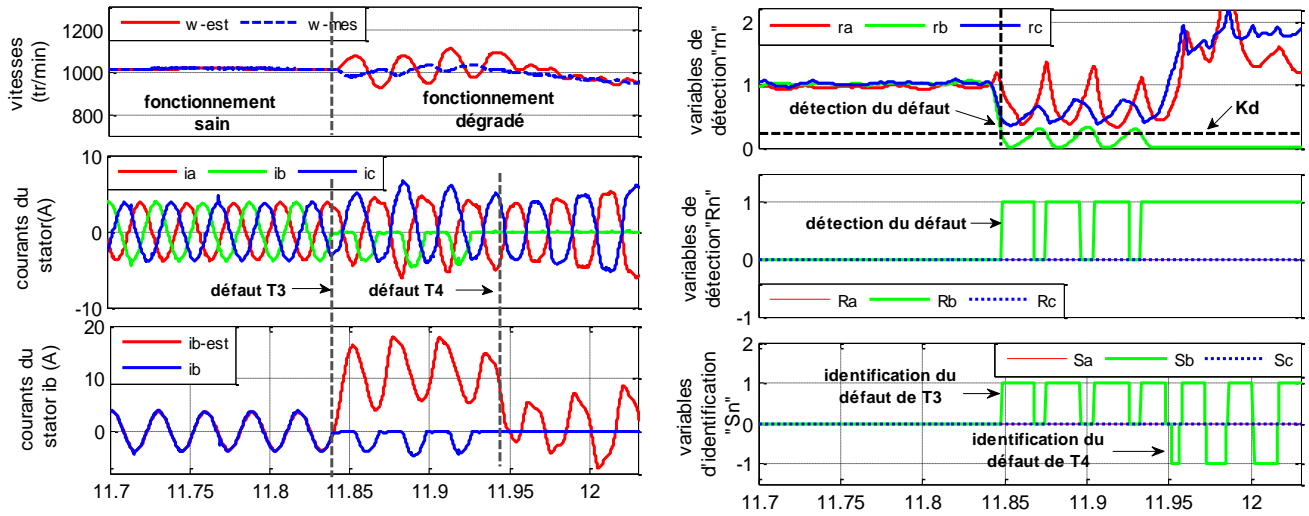 vitesses
(tr/min)
1200
1000
800
w-est w-mes
fonctionnement
sain
fonctionnement
dégradé
courants du
stator(A)
10
0
-10
ia ib ic
défaut T3
défaut T4
courants du
stator ib (A)
20
10
0
ib-est
ib
11.7 11.75 11.8 11.85 11.9 11.95 12
variables de
détection"rn"
2
1
0
ra rb rc
détection du défaut
Kd
variables de
détection"Rn"
1
0
-1
détection du défaut
Ra Rb Rc
variables
d'identification
"Sn"
2
1
0
-1
Sa Sb Sc
identification du
défaut de T3
identification du
défaut de T4
11.7 11.75 11.8 11.85 11.9 11.95 12